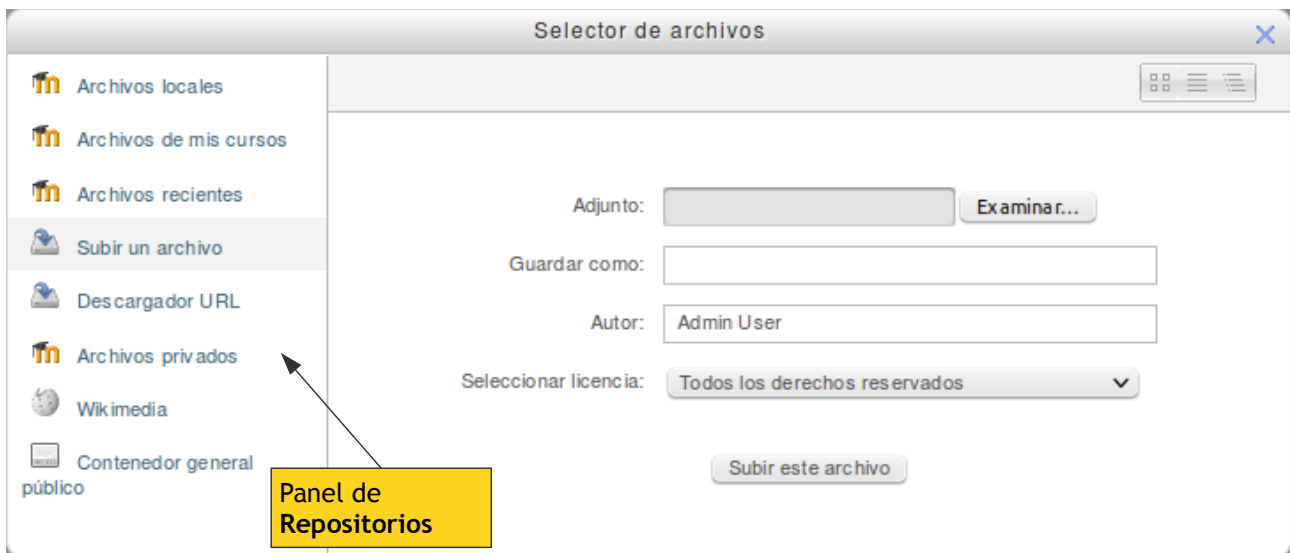 Selector de archivos
Archivos locales
Archivos de mis cursos
Archivos recientes
Subir un archivo
Descargador URL
Archivos privados
Wikimedia
Contenedor general
público
Adjunto:
Examinar...
Guardar como:
Autor:
Admin User
Seleccionar licencia:
Todos los derechos reservados
Subir este archivo
Panel de
Repositorios